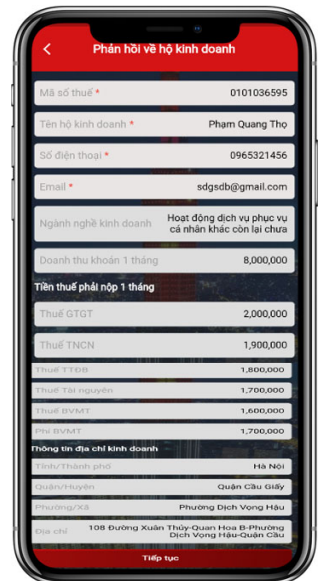 Phản hồi về hộ kinh doanh
Mã số thuế * 0101036595
Tên hộ kinh doanh * Phạm Quang Thọ
Số điện thoại * 0965321456
Email * sdgsdb@gmail.com
Ngành nghề kinh doanh Hoạt động dịch vụ phục vụ
cá nhân khác còn lại chưa
Doanh thu khoán 1 tháng 8,000,000
Tiền thuế phải nộp 1 tháng
Thuế GTGT 2,000,000
Thuế TNCN 1,900,000
Thuế TTĐB 1,800,000
Thuế Tài nguyên 1,700,000
Thuế BVMT 1,600,000
Phí BVMT 1,700,000
Thông tin địa chỉ kinh doanh
Tỉnh/Thành phố Hà Nội
Quận/Huyện Quận Cầu Giấy
Phường/Xã Phường Dịch Vọng Hậu
Địa chỉ 108 Đường Xuân Thủy-Quan Hoa B-Phường
Dịch Vọng Hậu-Quận Cầu
Tiếp tục